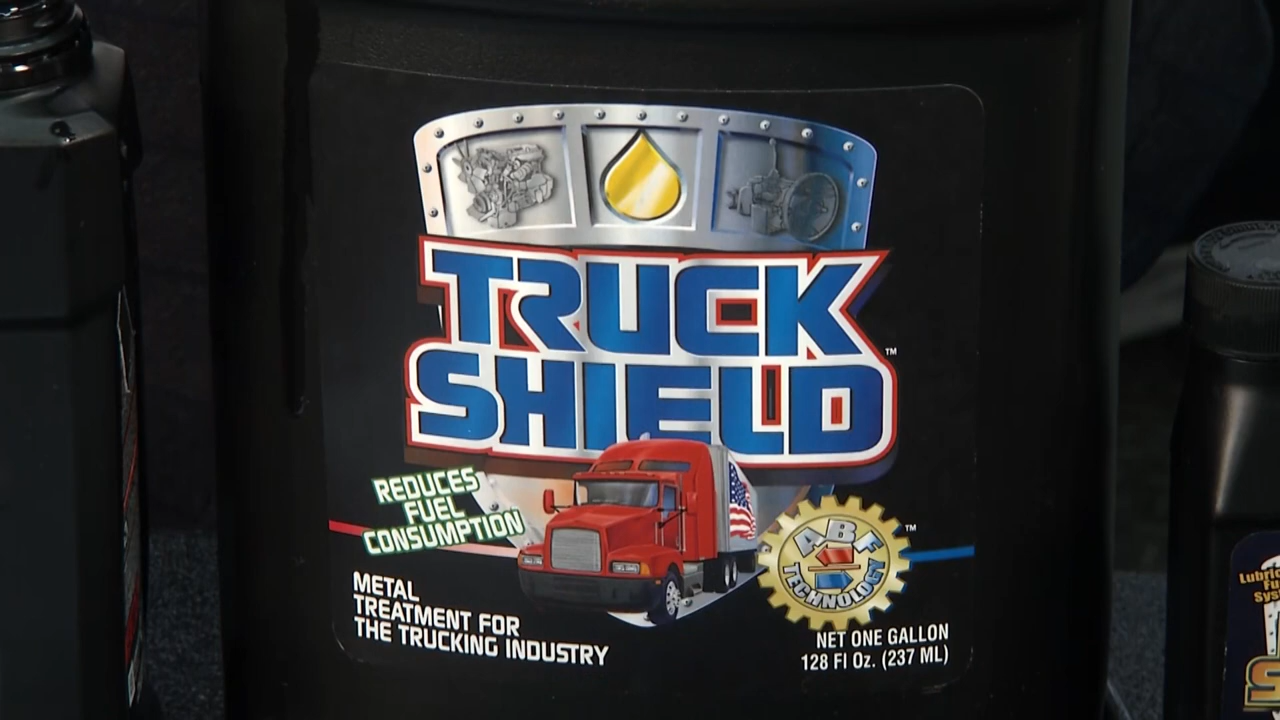 TRUCK
™
SHIELD
REDUCES
FUEL
CONSUMPTION
ABF
™
TECHNOLOGY
METAL
TREATMENT FOR
THE TRUCKING INDUSTRY
NET ONE GALLON
128 Fl Oz. (237 ML)